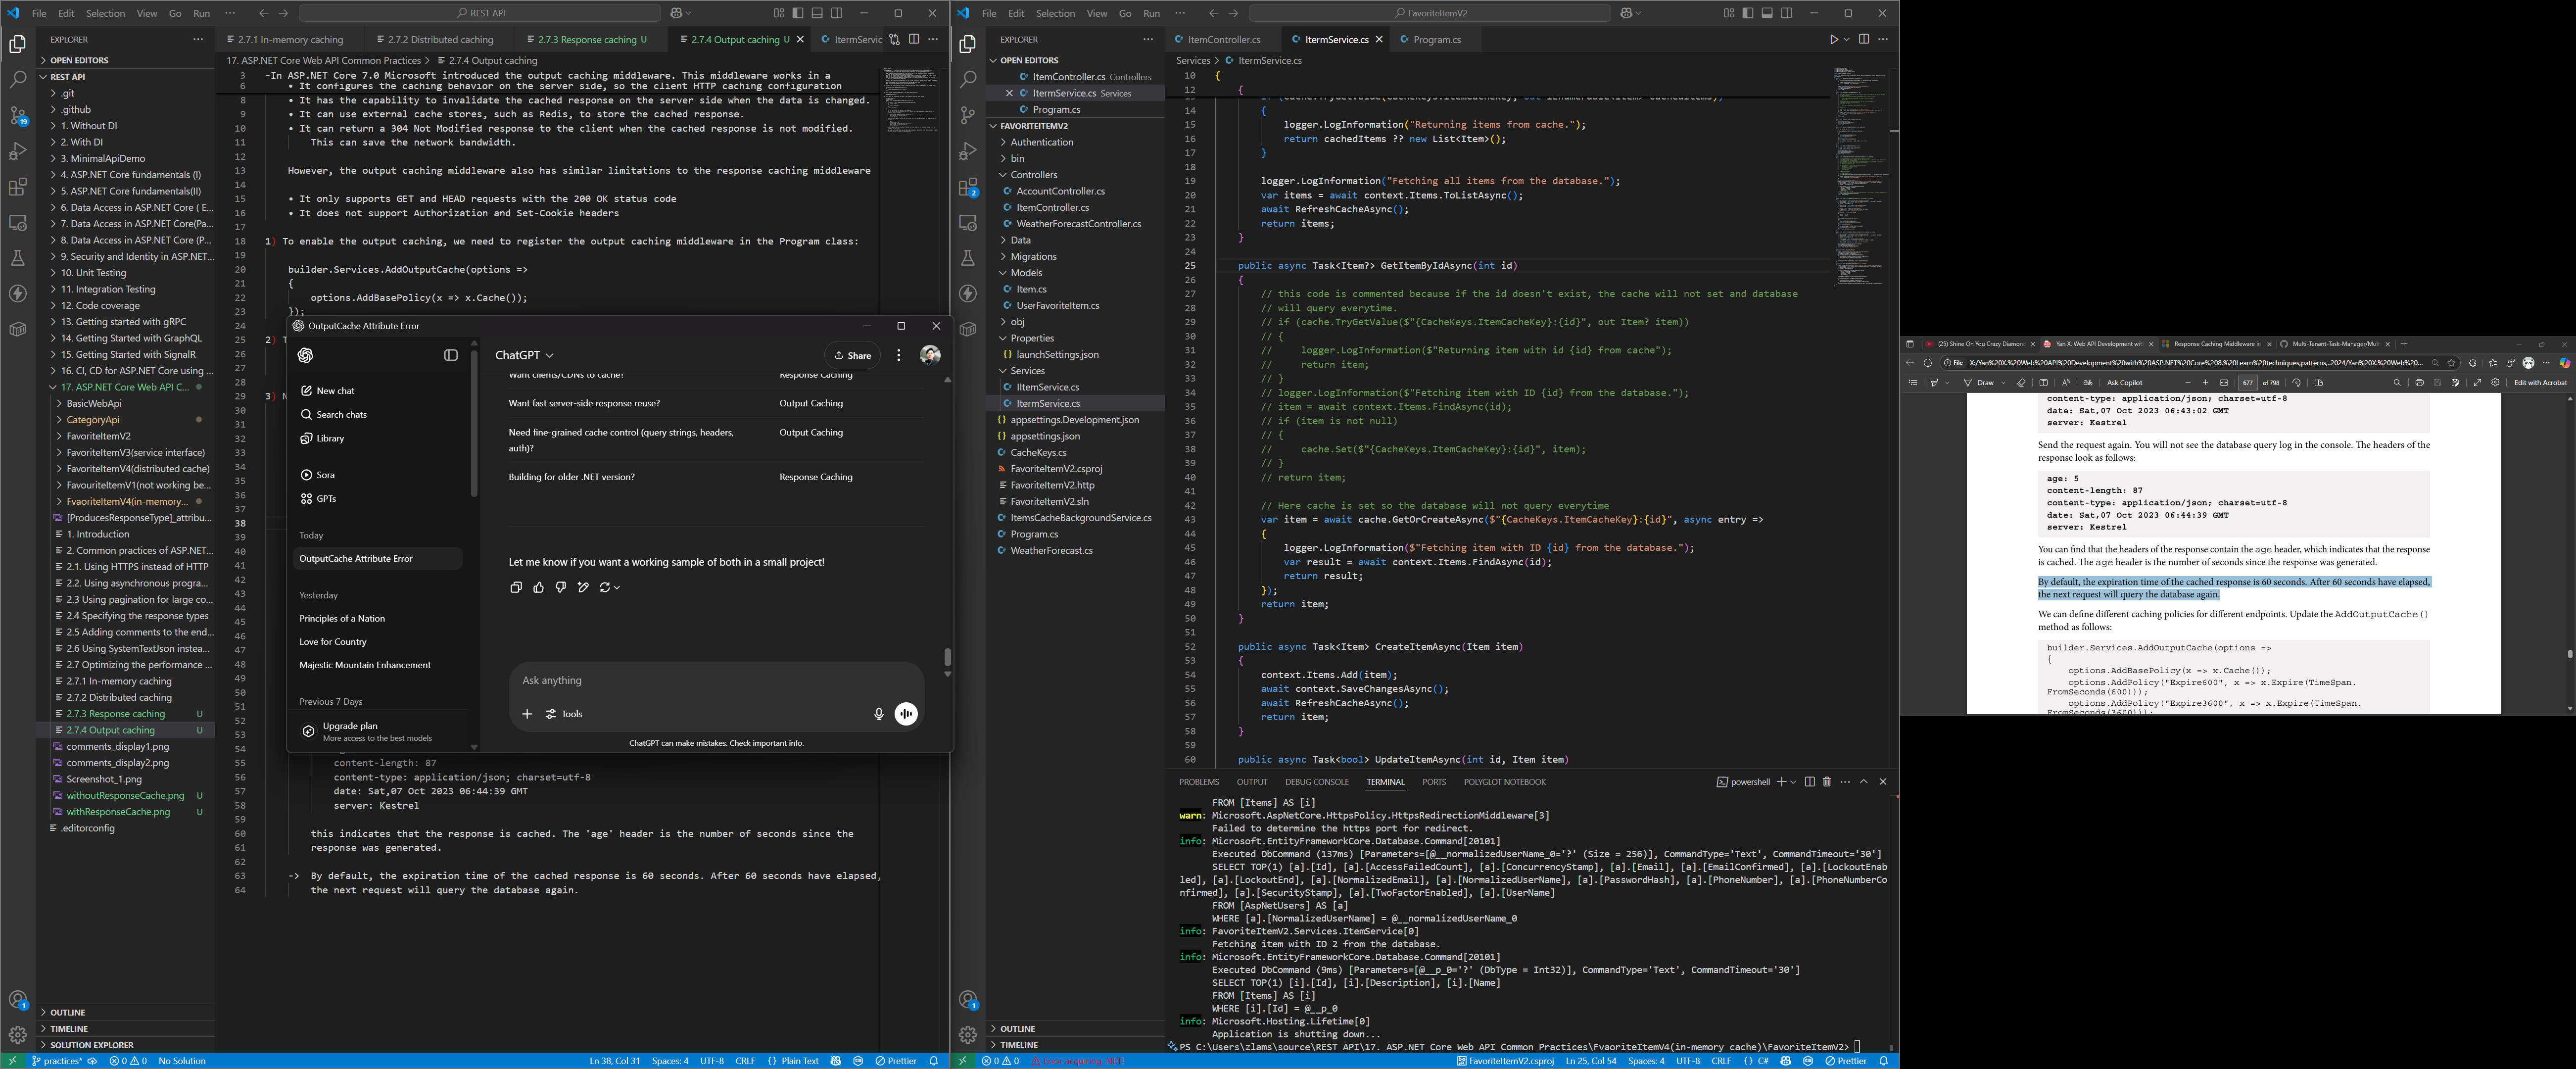 File Edit Selection View Go Run ··· REST API
EXPLORER
OPEN EDITORS
REST API
.git
.github
1. Without DI
2. With DI
3. MinimalApiDemo
4. ASP.NET Core fundamentals (I)
5. ASP.NET Core fundamentals(II)
6. Data Access in ASP.NET Core ( E...
7. Data Access in ASP.NET Core(Pa...
8. Data Access in ASP.NET Core (P...
9. Security and Identity in ASP.NET...
10. Unit Testing
11. Integration Testing
12. Code coverage
13. Getting started with gRPC
14. Getting Started with GraphQL
15. Getting Started with SignalR
16. CI, CD for ASP.NET Core using ...
17. ASP.NET Core Web API C...
BasicWebApi
CategoryApi
FavoriteItemV2
FavoriteItemV3(service interface)
FavoriteItemV4(distributed cache)
FavouriteItemV1(not working be...
FvaoriteItemV4(in-memory...
[ProducesResponseType]_attribu...
1. Introduction
2. Common practices of ASP.NET...
2.1. Using HTTPS instead of HTTP
2.2. Using asynchronous progra...
2.3 Using pagination for large co...
2.4 Specifying the response types
2.5 Adding comments to the end...
2.6 Using SystemTextJson instea...
2.7 Optimizing the performance ...
2.7.1 In-memory caching
2.7.2 Distributed caching
2.7.3 Response caching U
2.7.4 Output caching U
comments_display1.png
comments_display2.png
Screenshot_1.png
withoutResponseCache.png U
withResponseCache.png U
.editorconfig
OUTLINE
TIMELINE
SOLUTION EXPLORER
2.7.1 In-memory caching 2.7.2 Distributed caching 2.7.3 Response caching U 2.7.4 Output caching U ItermServic
17. ASP.NET Core Web API Common Practices > 2.7.4 Output caching
3 -In ASP.NET Core 7.0 Microsoft introduced the output caching middleware. This middleware works in a
6 • It configures the caching behavior on the server side, so the client HTTP caching configuration
8 • It has the capability to invalidate the cached response on the server side when the data is changed.
9 • It can use external cache stores, such as Redis, to store the cached response.
10 • It can return a 304 Not Modified response to the client when the cached response is not modified.
11 This can save the network bandwidth.
12
13 However, the output caching middleware also has similar limitations to the response caching middleware
14
15 • It only supports GET and HEAD requests with the 200 OK status code
16 • It does not support Authorization and Set-Cookie headers
17
18 1) To enable the output caching, we need to register the output caching middleware in the Program class:
19
20 builder.Services.AddOutputCache(options =>
21 {
22 options.AddBasePolicy(x => x.Cache());
23 });
24
25 2) T
26
27
28
29 3) N
30
31
32
33
34
35
36
37
38
39
40
41
42
43
44
45
46
47
48
49
50
51
52
53
54
55 content-length: 87
56 content-type: application/json; charset=utf-8
57 date: Sat,07 Oct 2023 06:44:39 GMT
58 server: Kestrel
59
60 this indicates that the response is cached. The 'age' header is the number of seconds since the
61 response was generated.
62
63 -> By default, the expiration time of the cached response is 60 seconds. After 60 seconds have elapsed,
64 the next request will query the database again.
OutputCache Attribute Error
ChatGPT Share
New chat
Search chats
Library
Sora
GPTs
Today
OutputCache Attribute Error
Yesterday
Principles of a Nation
Love for Country
Majestic Mountain Enhancement
Previous 7 Days
Upgrade plan
More access to the best models
Want clients/CDNs to cache? Response Caching
Want fast server-side response reuse? Output Caching
Need fine-grained cache control (query strings, headers, Output Caching
auth)?
Building for older .NET version? Response Caching
Let me know if you want a working sample of both in a small project!
Ask anything
Tools
ChatGPT can make mistakes. Check important info.
practices* 0 0 No Solution Ln 38, Col 31 Spaces: 4 UTF-8 CRLF {} Plain Text Prettier
File Edit Selection View Go Run ··· FavoriteItemV2
EXPLORER
OPEN EDITORS
ItemController.cs Controllers
ItermService.cs Services
Program.cs
FAVORITEITEMV2
Authentication
bin
Controllers
AccountController.cs
ItemController.cs
WeatherForecastController.cs
Data
Migrations
Models
Item.cs
UserFavoriteItem.cs
obj
Properties
launchSettings.json
Services
IItermService.cs
ItermService.cs
appsettings.Development.json
appsettings.json
CacheKeys.cs
FavoriteItemV2.csproj
FavoriteItemV2.http
FavoriteItemV2.sln
ItemsCacheBackgroundService.cs
Program.cs
WeatherForecast.cs
OUTLINE
TIMELINE
ItemController.cs ItermService.cs Program.cs
Services > ItermService.cs
10 {
12 {
14 {
15 logger.LogInformation("Returning items from cache.");
16 return cachedItems ?? new List<Item>();
17 }
18
19 logger.LogInformation("Fetching all items from the database.");
20 var items = await context.Items.ToListAsync();
21 await RefreshCacheAsync();
22 return items;
23 }
24
25 public async Task<Item?> GetItemByIdAsync(int id)
26 {
27 // this code is commented because if the id doesn't exist, the cache will not set and database
28 // will query everytime.
29 // if (cache.TryGetValue($"{CacheKeys.ItemCacheKey}:{id}", out Item? item))
30 // {
31 // logger.LogInformation($"Returning item with id {id} from cache");
32 // return item;
33 // }
34 // logger.LogInformation($"Fetching item with ID {id} from the database.");
35 // item = await context.Items.FindAsync(id);
36 // if (item is not null)
37 // {
38 // cache.Set($"{CacheKeys.ItemCacheKey}:{id}", item);
39 // }
40 // return item;
41
42 // Here cache is set so the database will not query everytime
43 var item = await cache.GetOrCreateAsync($"{CacheKeys.ItemCacheKey}:{id}", async entry =>
44 {
45 logger.LogInformation($"Fetching item with ID {id} from the database.");
46 var result = await context.Items.FindAsync(id);
47 return result;
48 });
49 return item;
50 }
51
52 public async Task<Item> CreateItemAsync(Item item)
53 {
54 context.Items.Add(item);
55 await context.SaveChangesAsync();
56 await RefreshCacheAsync();
57 return item;
58 }
59
60 public async Task<bool> UpdateItemAsync(int id, Item item)
PROBLEMS OUTPUT DEBUG CONSOLE TERMINAL PORTS POLYGLOT NOTEBOOK powershell
FROM [Items] AS [i]
warn: Microsoft.AspNetCore.HttpsPolicy.HttpsRedirectionMiddleware[3]
Failed to determine the https port for redirect.
info: Microsoft.EntityFrameworkCore.Database.Command[20101]
Executed DbCommand (137ms) [Parameters=[@__normalizedUserName_0='?' (Size = 256)], CommandType='Text', CommandTimeout='30']
SELECT TOP(1) [a].[Id], [a].[AccessFailedCount], [a].[ConcurrencyStamp], [a].[Email], [a].[EmailConfirmed], [a].[LockoutEnab
led], [a].[LockoutEnd], [a].[NormalizedEmail], [a].[NormalizedUserName], [a].[PasswordHash], [a].[PhoneNumber], [a].[PhoneNumberCo
nfirmed], [a].[SecurityStamp], [a].[TwoFactorEnabled], [a].[UserName]
FROM [AspNetUsers] AS [a]
WHERE [a].[NormalizedUserName] = @__normalizedUserName_0
info: FavoriteItemV2.Services.ItemService[0]
Fetching item with ID 2 from the database.
info: Microsoft.EntityFrameworkCore.Database.Command[20101]
Executed DbCommand (9ms) [Parameters=[@__p_0='?' (DbType = Int32)], CommandType='Text', CommandTimeout='30']
SELECT TOP(1) [i].[Id], [i].[Description], [i].[Name]
FROM [Items] AS [i]
WHERE [i].[Id] = @__p_0
info: Microsoft.Hosting.Lifetime[0]
Application is shutting down...
PS C:\Users\zlams\source\REST API\17. ASP.NET Core Web API Common Practices\FvaoriteItemV4(in-memory cache)\FavoriteItemV2>
0 0 FavoriteItemV2.csproj Ln 25, Col 54 Spaces: 4 UTF-8 CRLF {} C# Prettier
(25) Shine On You Crazy Diamond Yan X. Web API Development with Response Caching Middleware in Multi-Tenant-Task-Manager/Mult
File X:/Yan%20X.%20Web%20API%20Development%20with%20ASP.NET%20Core%208.%20Learn%20techniques,patterns,..2024/Yan%20X.%20Web%20...
Draw Ask Copilot 677 of 798 Edit with Acrobat
content-type: application/json; charset=utf-8
date: Sat,07 Oct 2023 06:43:02 GMT
server: Kestrel
Send the request again. You will not see the database query log in the console. The headers of the
response look as follows:
age: 5
content-length: 87
content-type: application/json; charset=utf-8
date: Sat,07 Oct 2023 06:44:39 GMT
server: Kestrel
You can find that the headers of the response contain the age header, which indicates that the response
is cached. The age header is the number of seconds since the response was generated.
By default, the expiration time of the cached response is 60 seconds. After 60 seconds have elapsed,
the next request will query the database again.
We can define different caching policies for different endpoints. Update the AddOutputCache()
method as follows:
builder.Services.AddOutputCache(options =>
{
options.AddBasePolicy(x => x.Cache());
options.AddPolicy("Expire600", x => x.Expire(TimeSpan.
FromSeconds(600)));
options.AddPolicy("Expire3600", x => x.Expire(TimeSpan.
FromSeconds(3600)));